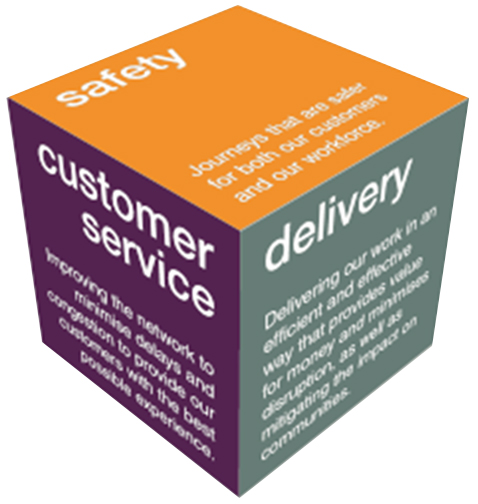 safety
Journeys that are safer
for both our customers
and our workforce.
customer
service
Improving the network to
minimise delays and
congestion to provide our
customers with the best
possible experience.
delivery
Delivering our work in an
efficient and effective
way that provides value
for money and minimises
disruption, as well as
mitigating the impact on
communities.